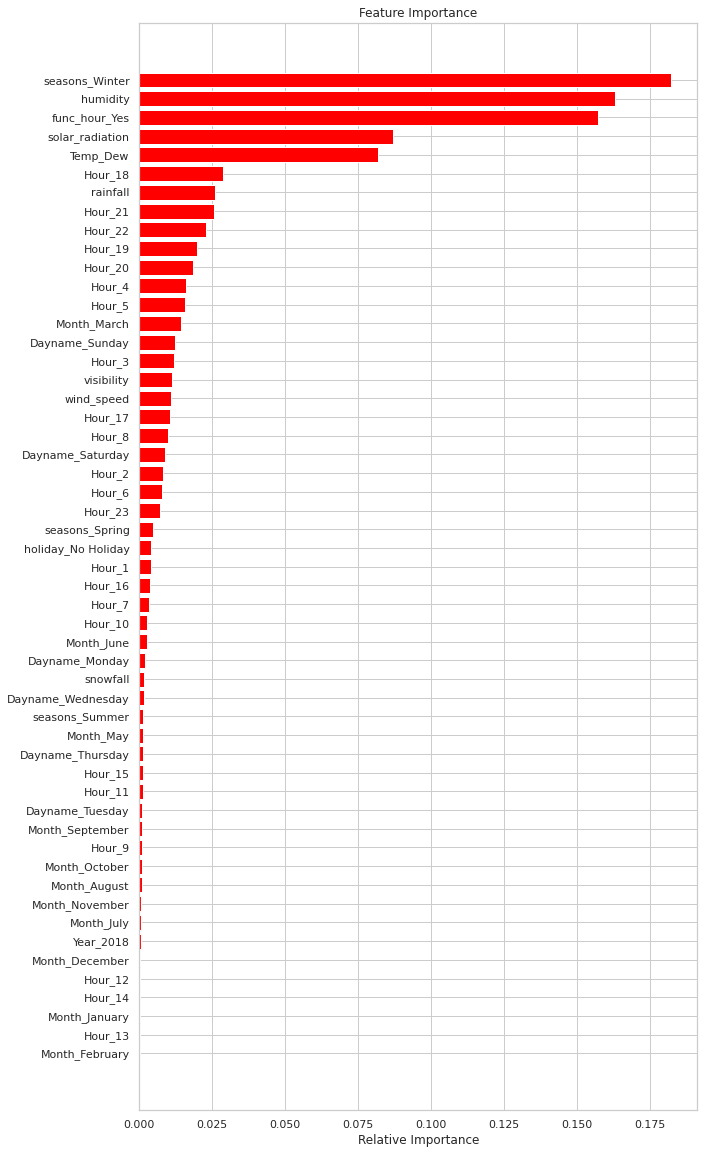 Feature Importance
seasons_Winter
humidity
func_hour_Yes
solar_radiation
Temp_Dew
Hour_18
rainfall
Hour_21
Hour_22
Hour_19
Hour_20
Hour_4
Hour_5
Month_March
Dayname_Sunday
Hour_3
visibility
wind_speed
Hour_17
Hour_8
Dayname_Saturday
Hour_2
Hour_6
Hour_23
seasons_Spring
holiday_No Holiday
Hour_1
Hour_16
Hour_7
Hour_10
Month_June
Dayname_Monday
snowfall
Dayname_Wednesday
seasons_Summer
Month_May
Dayname_Thursday
Hour_15
Hour_11
Dayname_Tuesday
Month_September
Hour_9
Month_October
Month_August
Month_November
Month_July
Year_2018
Month_December
Hour_12
Hour_14
Month_January
Hour_13
Month_February
0.000 0.025 0.050 0.075 0.100 0.125 0.150 0.175
Relative Importance